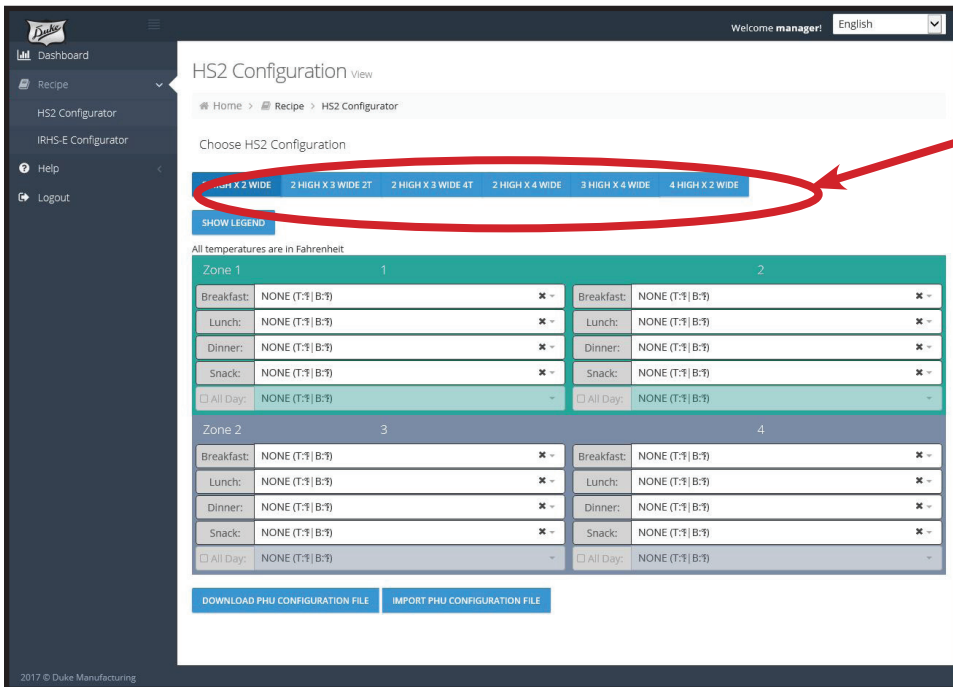 Duke
Welcome manager! English
Dashboard
Recipe
HS2 Configurator
IRHS-E Configurator
Help
Logout
HS2 Configuration View
Home > Recipe > HS2 Configurator
Choose HS2 Configuration
HIGH X 2 WIDE 2 HIGH X 3 WIDE 2T 2 HIGH X 3 WIDE 4T 2 HIGH X 4 WIDE 3 HIGH X 4 WIDE 4 HIGH X 2 WIDE
SHOW LEGEND
All temperatures are in Fahrenheit
Zone 1 1 2
Breakfast: NONE (T:?| B:?) Breakfast: NONE (T:?| B:?)
Lunch: NONE (T:?| B:?) Lunch: NONE (T:?| B:?)
Dinner: NONE (T:?| B:?) Dinner: NONE (T:?| B:?)
Snack: NONE (T:?| B:?) Snack: NONE (T:?| B:?)
All Day: NONE (T:?| B:?) All Day: NONE (T:?| B:?)
Zone 2 3 4
Breakfast: NONE (T:?| B:?) Breakfast: NONE (T:?| B:?)
Lunch: NONE (T:?| B:?) Lunch: NONE (T:?| B:?)
Dinner: NONE (T:?| B:?) Dinner: NONE (T:?| B:?)
Snack: NONE (T:?| B:?) Snack: NONE (T:?| B:?)
All Day: NONE (T:?| B:?) All Day: NONE (T:?| B:?)
DOWNLOAD PHU CONFIGURATION FILE IMPORT PHU CONFIGURATION FILE
2017 © Duke Manufacturing